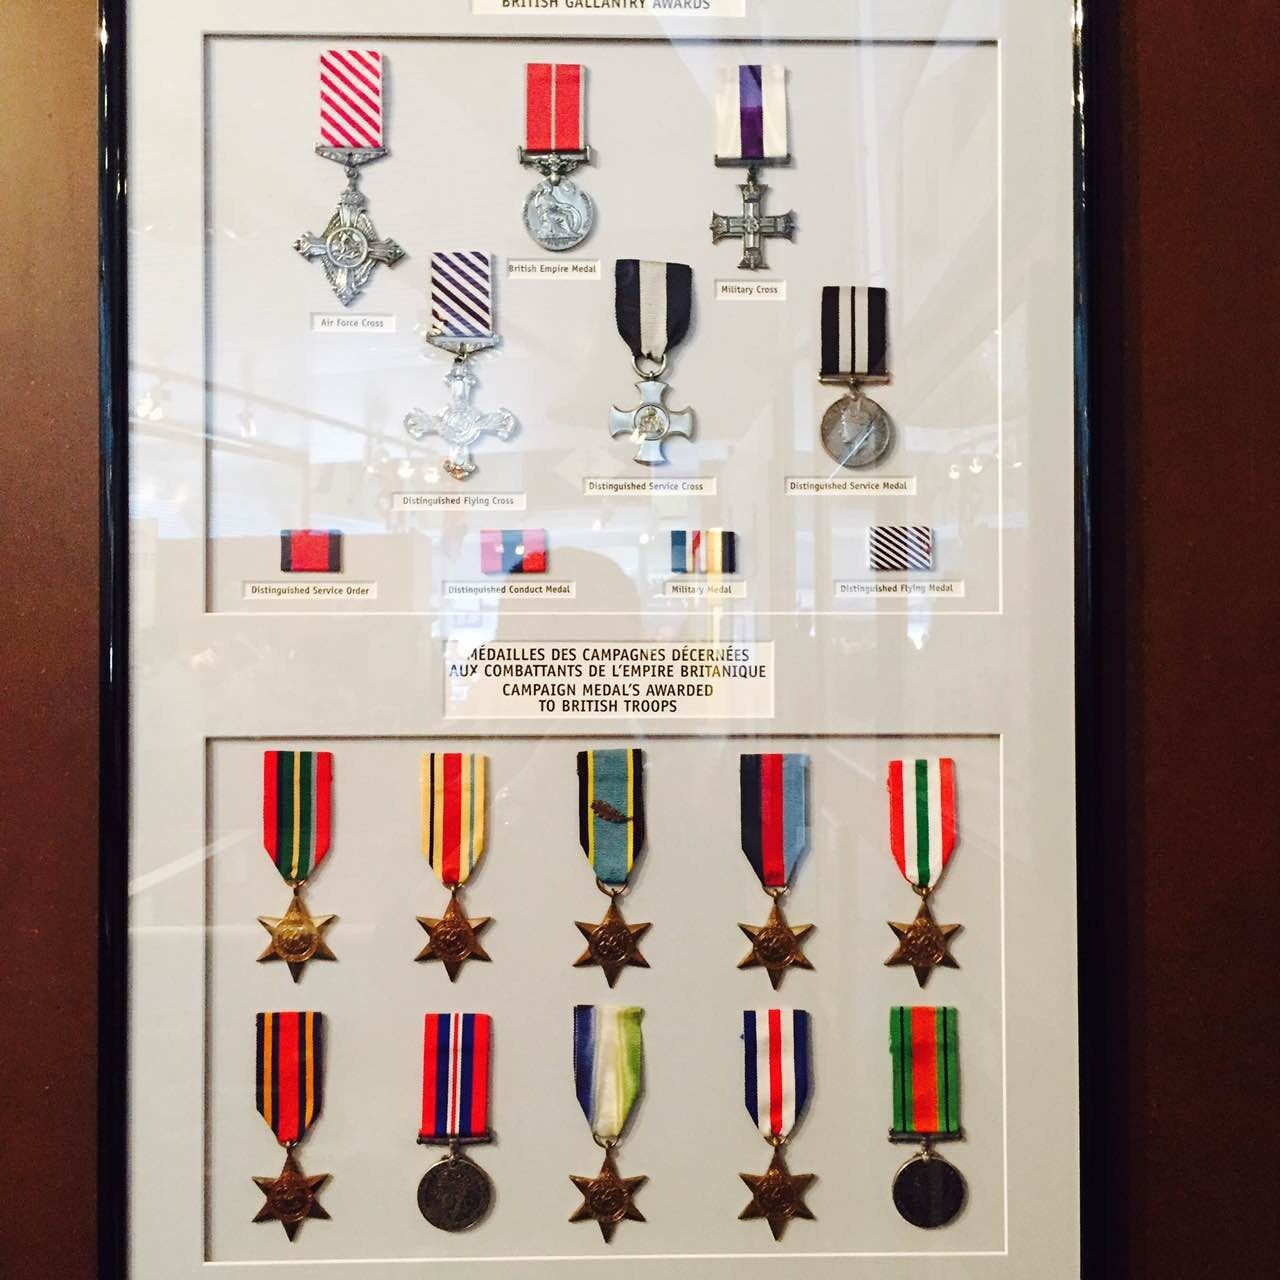 BRITISH GALLANTRY AWARDS
British Empire Medal
Military Cross
Air Force Cross
Distinguished Flying Cross
Distinguished Service Cross
Distinguished Service Medal
Distinguished Service Order
Distinguished Conduct Medal
Military Medal
Distinguished Flying Medal
MÉDAILLES DES CAMPAGNES DÉCERNÉES
AUX COMBATTANTS DE L'EMPIRE BRITANIQUE
CAMPAIGN MEDAL'S AWARDED
TO BRITISH TROOPS